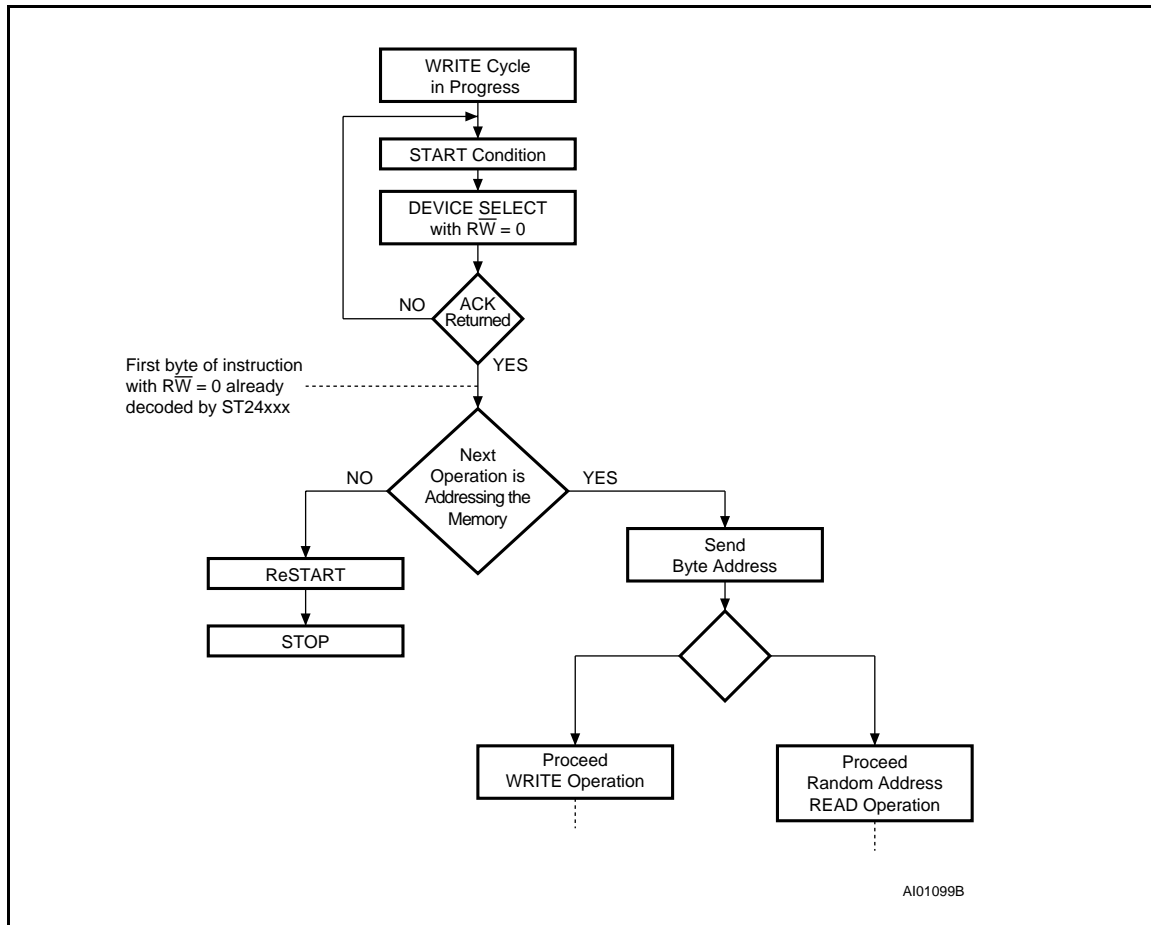 WRITE Cycle
in Progress
START Condition
DEVICE SELECT
with RW̅ = 0
ACK
Returned
NO
YES
First byte of instruction
with RW̅ = 0 already
decoded by ST24xxx
Next
Operation is
Addressing the
Memory
NO
YES
Send
Byte Address
ReSTART
STOP
Proceed
WRITE Operation
Proceed
Random Address
READ Operation
AI01099B